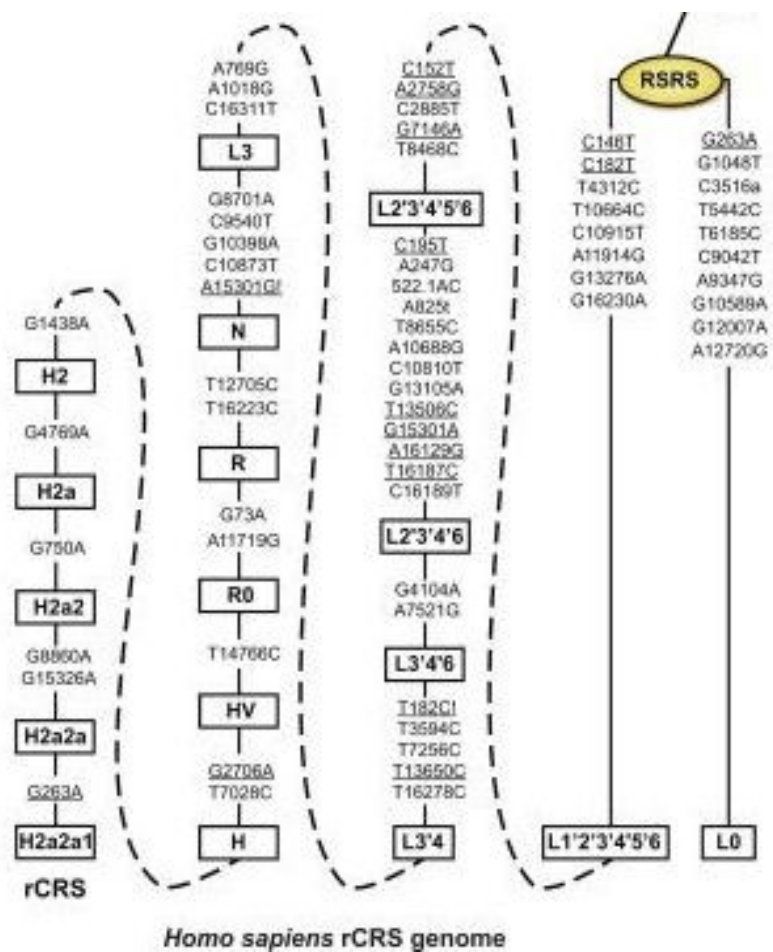 G1438A
H2
G4769A
H2a
G750A
H2a2
G8860A
G15326A
H2a2a
G263A
H2a2a1
rCRS
A769G
A1018G
C16311T
L3
G8701A
C9540T
G10398A
C10873T
A15301G!
N
T12705C
T16223C
R
G73A
A11719G
R0
T14766C
HV
G2706A
T7028C
H
C152T
A2758G
C2885T
G7146A
T8468C
L2'3'4'5'6
C195T
A247G
522.1AC
A825t
T8655C
A10688G
C10810T
G13105A
T13506C
G15301A
A16129G
T16187C
C16189T
L2'3'4'6
G4104A
A7521G
L3'4'6
T182C!
T3594C
T7256C
T13650C
T16278C
L3'4
RSRS
C146T
C182T
T4312C
T10664C
C10915T
A11914G
G13276A
G16230A
L1'2'3'4'5'6
G263A
G1048T
C3516a
T5442C
T6185C
C9042T
A9347G
G10589A
G12007A
A12720G
L0
Homo sapiens rCRS genome